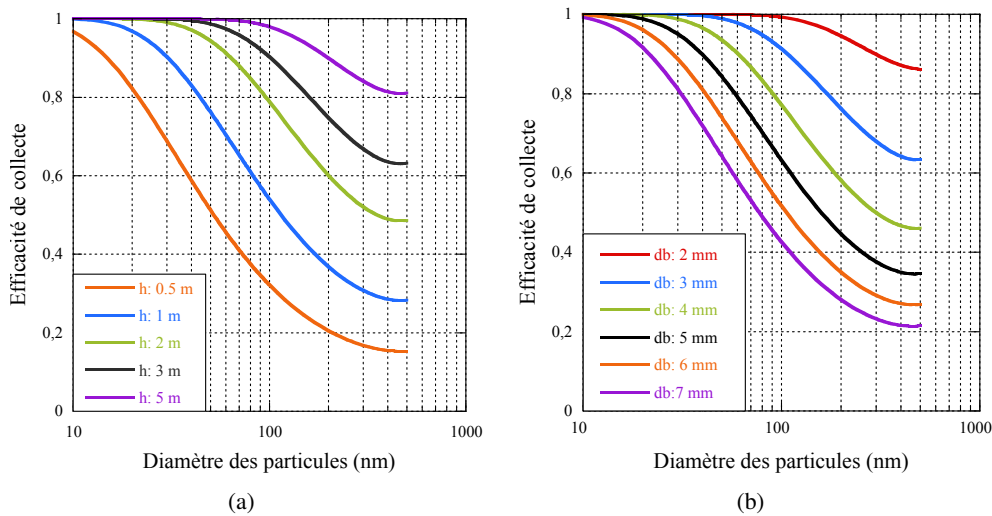 1
0,8
0,6
0,4
0,2
0
10
100
1000
Efficacité de collecte
Diamètre des particules (nm)
h: 0.5 m
h: 1 m
h: 2 m
h: 3 m
h: 5 m
(a)
1
0,8
0,6
0,4
0,2
0
10
100
1000
Efficacité de collecte
Diamètre des particules (nm)
db: 2 mm
db: 3 mm
db: 4 mm
db: 5 mm
db: 6 mm
db:7 mm
(b)